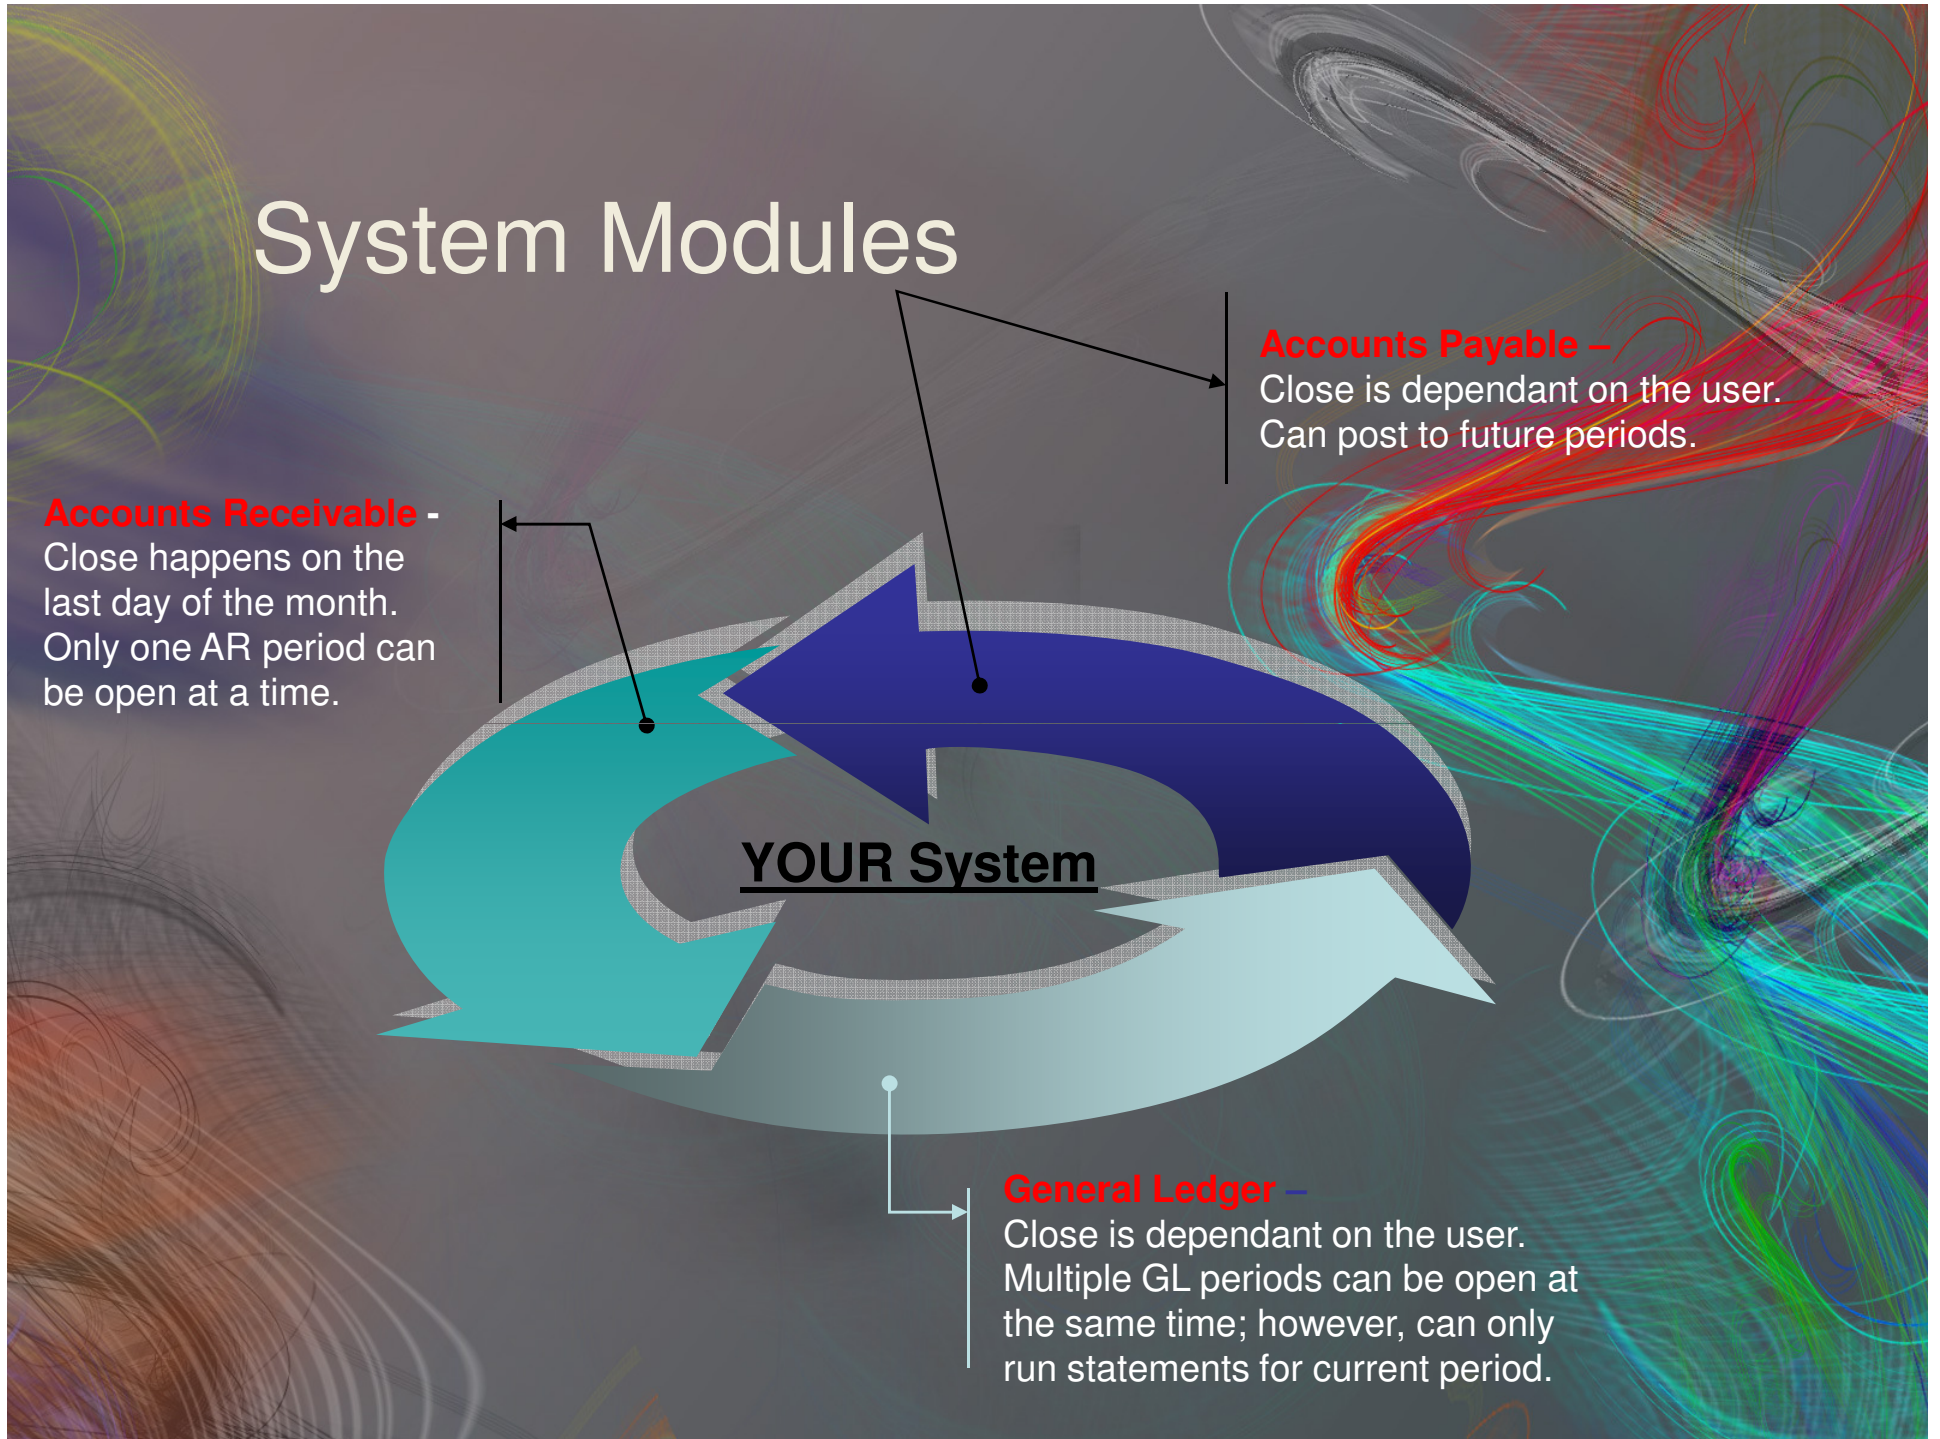 System Modules
Accounts Payable –
Close is dependant on the user.
Can post to future periods.
Accounts Receivable -
Close happens on the
last day of the month.
Only one AR period can
be open at a time.
YOUR System
General Ledger –
Close is dependant on the user.
Multiple GL periods can be open at
the same time; however, can only
run statements for current period.